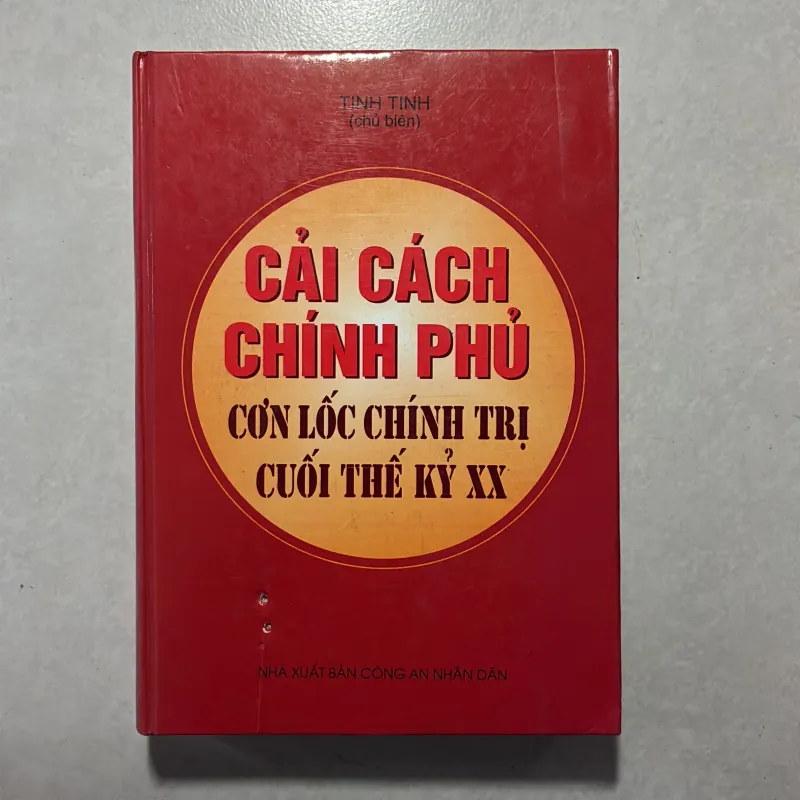 TINH TINH
(chủ biên)
CẢI CÁCH
CHÍNH PHỦ
CƠN LỐC CHÍNH TRỊ
CUỐI THẾ KỶ XX
NHÀ XUẤT BẢN CÔNG AN NHÂN DÂN